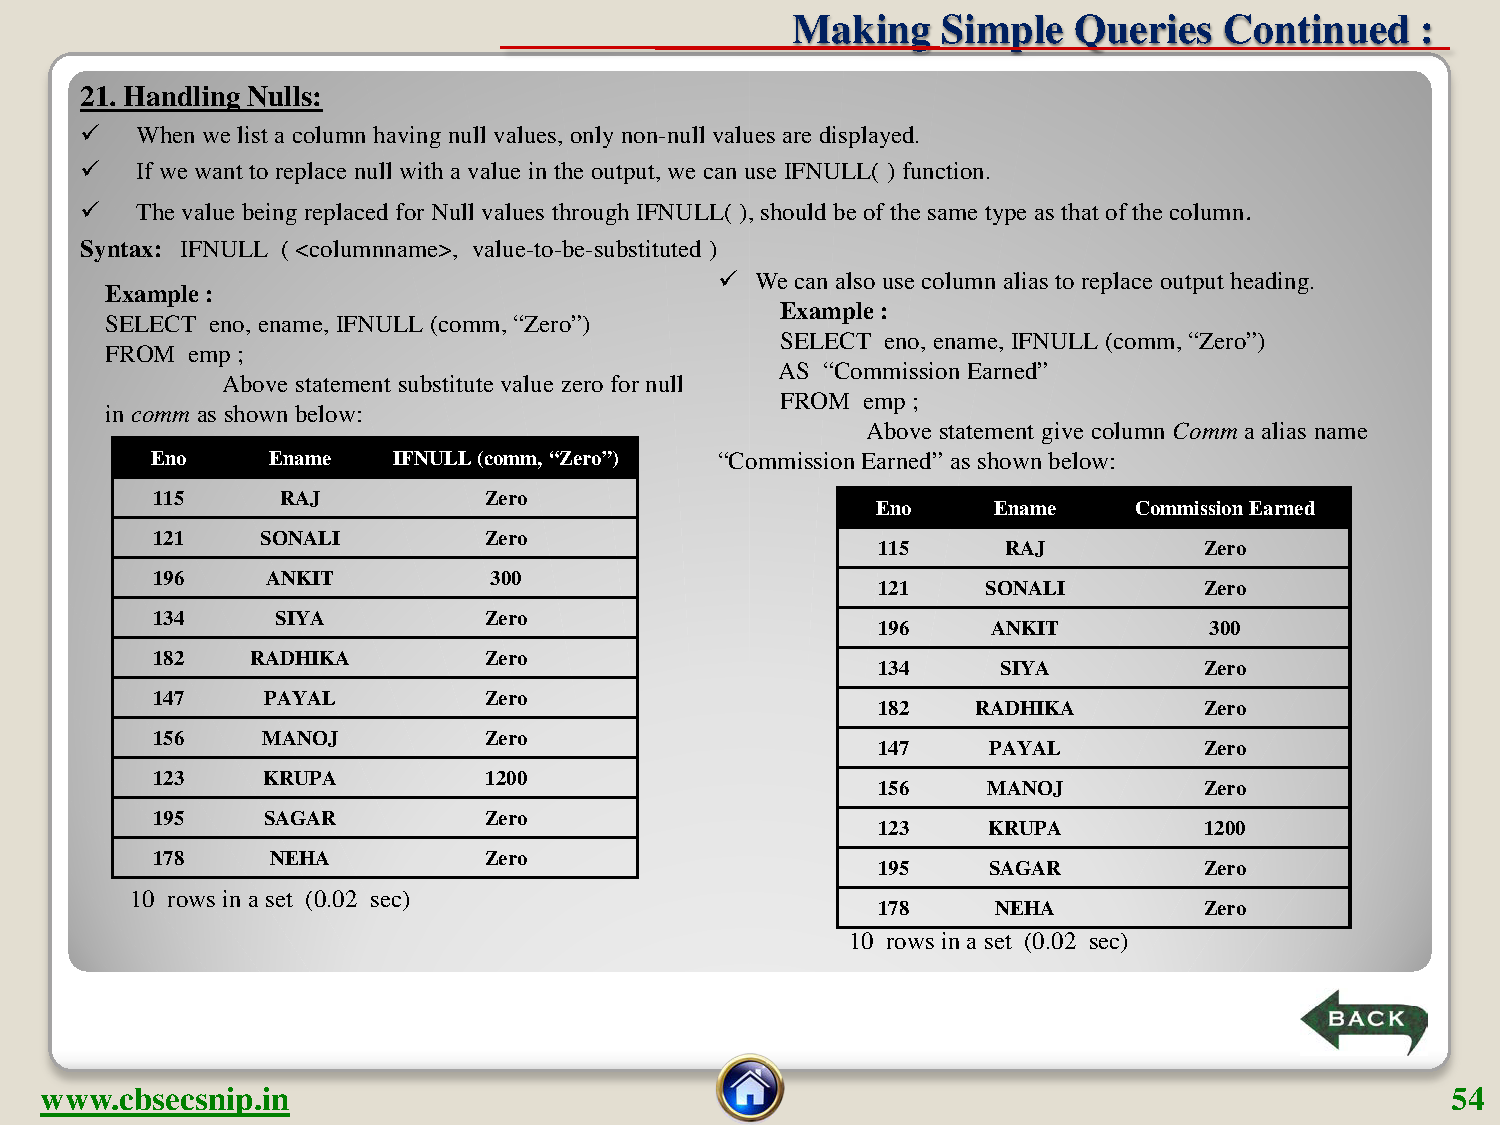 Making Simple Queries Continued :
21. Handling Nulls:
✓ When we list a column having null values, only non-null values are displayed.
✓ If we want to replace null with a value in the output, we can use IFNULL( ) function.
✓ The value being replaced for Null values through IFNULL( ), should be of the same type as that of the column.
Syntax: IFNULL ( <columnname>, value-to-be-substituted )
Example :
SELECT eno, ename, IFNULL (comm, “Zero”)
FROM emp ;
Above statement substitute value zero for null
in comm as shown below:
Eno Ename IFNULL (comm, “Zero”)
115 RAJ Zero
121 SONALI Zero
196 ANKIT 300
134 SIYA Zero
182 RADHIKA Zero
147 PAYAL Zero
156 MANOJ Zero
123 KRUPA 1200
195 SAGAR Zero
178 NEHA Zero
10 rows in a set (0.02 sec)
✓ We can also use column alias to replace output heading.
Example :
SELECT eno, ename, IFNULL (comm, “Zero”)
AS “Commission Earned”
FROM emp ;
Above statement give column Comm a alias name
“Commission Earned” as shown below:
Eno Ename Commission Earned
115 RAJ Zero
121 SONALI Zero
196 ANKIT 300
134 SIYA Zero
182 RADHIKA Zero
147 PAYAL Zero
156 MANOJ Zero
123 KRUPA 1200
195 SAGAR Zero
178 NEHA Zero
10 rows in a set (0.02 sec)
BACK
www.cbsecsnip.in
54